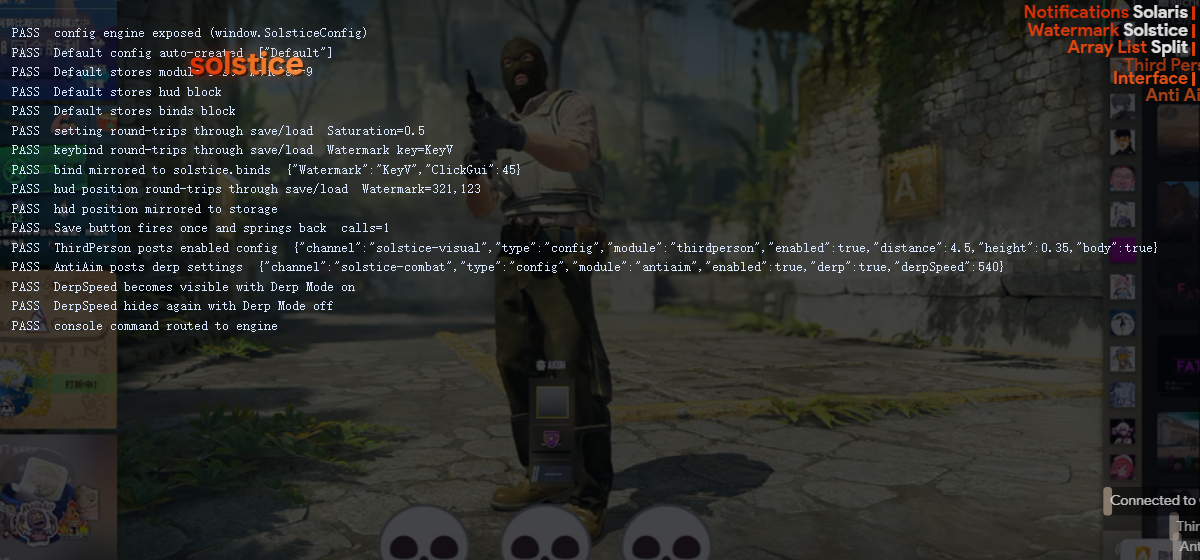 PASS config engine exposed (window.SolsticeConfig)
PASS Default config auto-created ["Default"]
PASS Default stores
PASS Default stores hud block
PASS Default stores binds block
PASS setting round-trips through save/load Saturation=0.5
PASS keybind round-trips through save/load Watermark key=KeyV
PASS bind mirrored to solstice.binds {"Watermark":"KeyV","ClickGui":45}
PASS hud position round-trips through save/load Watermark=321,123
PASS hud position mirrored to storage
PASS Save button fires once and springs back calls=1
PASS ThirdPerson posts enabled config {"channel":"solstice-visual","type":"config","module":"thirdperson","enabled":true,"distance":4.5,"height":0.35,"body":true}
PASS AntiAim posts derp settings {"channel":"solstice-combat","type":"config","module":"antiaim","enabled":true,"derp":true,"derpSpeed":540}
PASS DerpSpeed becomes visible with Derp Mode on
PASS DerpSpeed hides again with Derp Mode off
PASS console command routed to engine
solstice
Notifications Solaris
Watermark Solstice
Array List Split
Third Pers
Interface
Anti Ai
A
打折中!
Connected to
Thir
Anti